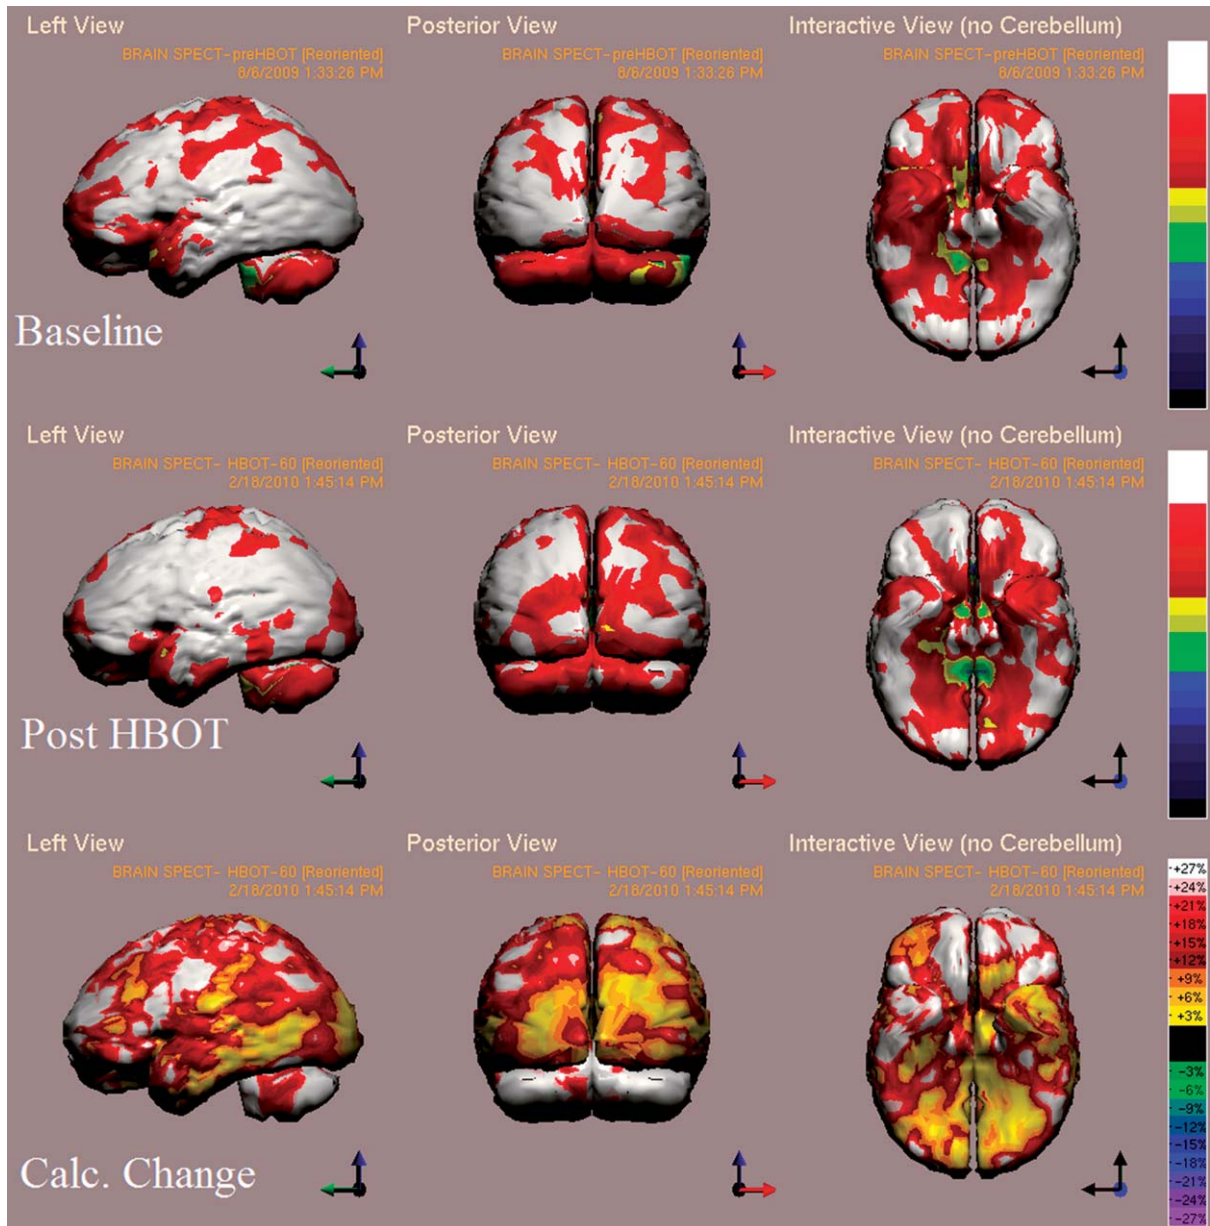 Left View
Posterior View
Interactive View (no Cerebellum)
BRAIN SPECT-preHBOT [Reoriented]
8/6/2009 1:33:26 PM
BRAIN SPECT-preHBOT [Reoriented]
8/6/2009 1:33:26 PM
BRAIN SPECT-preHBOT [Reoriented]
8/6/2009 1:33:26 PM
Baseline
Left View
Posterior View
Interactive View (no Cerebellum)
BRAIN SPECT- HBOT-60 [Reoriented]
2/18/2010 1:45:14 PM
BRAIN SPECT- HBOT-60 [Reoriented]
2/18/2010 1:45:14 PM
BRAIN SPECT- HBOT-60 [Reoriented]
2/18/2010 1:45:14 PM
Post HBOT
Left View
Posterior View
Interactive View (no Cerebellum)
BRAIN SPECT- HBOT-60 [Reoriented]
2/18/2010 1:45:14 PM
BRAIN SPECT- HBOT-60 [Reoriented]
2/18/2010 1:45:14 PM
BRAIN SPECT- HBOT-60 [Reoriented]
2/18/2010 1:45:14 PM
+27%
+24%
+21%
+18%
+15%
+12%
+9%
+6%
+3%
-3%
-6%
-9%
-12%
-15%
-18%
-21%
-24%
-27%
Calc. Change